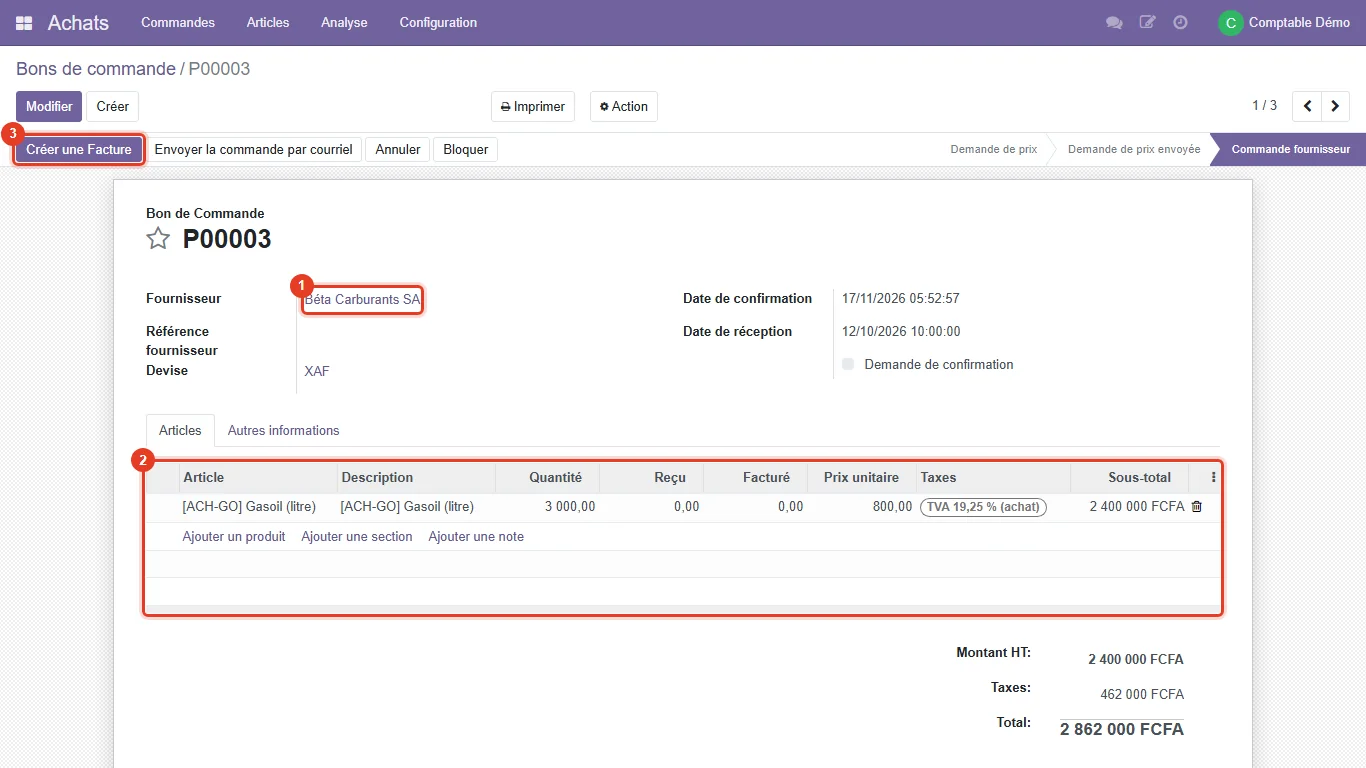 Achats Commandes Articles Analyse Configuration C Comptable Démo
Bons de commande / P00003
Modifier Créer Imprimer Action 1 / 3
3
Créer une Facture Envoyer la commande par courriel Annuler Bloquer Demande de prix Demande de prix envoyée Commande fournisseur
Bon de Commande
P00003
1
Fournisseur Béta Carburants SA Date de confirmation 17/11/2026 05:52:57
Référence fournisseur Date de réception 12/10/2026 10:00:00
Devise XAF Demande de confirmation
Articles Autres informations
2
Article Description Quantité Reçu Facturé Prix unitaire Taxes Sous-total
[ACH-GO] Gasoil (litre) [ACH-GO] Gasoil (litre) 3 000,00 0,00 0,00 800,00 TVA 19,25 % (achat) 2 400 000 FCFA
Ajouter un produit Ajouter une section Ajouter une note
Montant HT: 2 400 000 FCFA
Taxes: 462 000 FCFA
Total: 2 862 000 FCFA